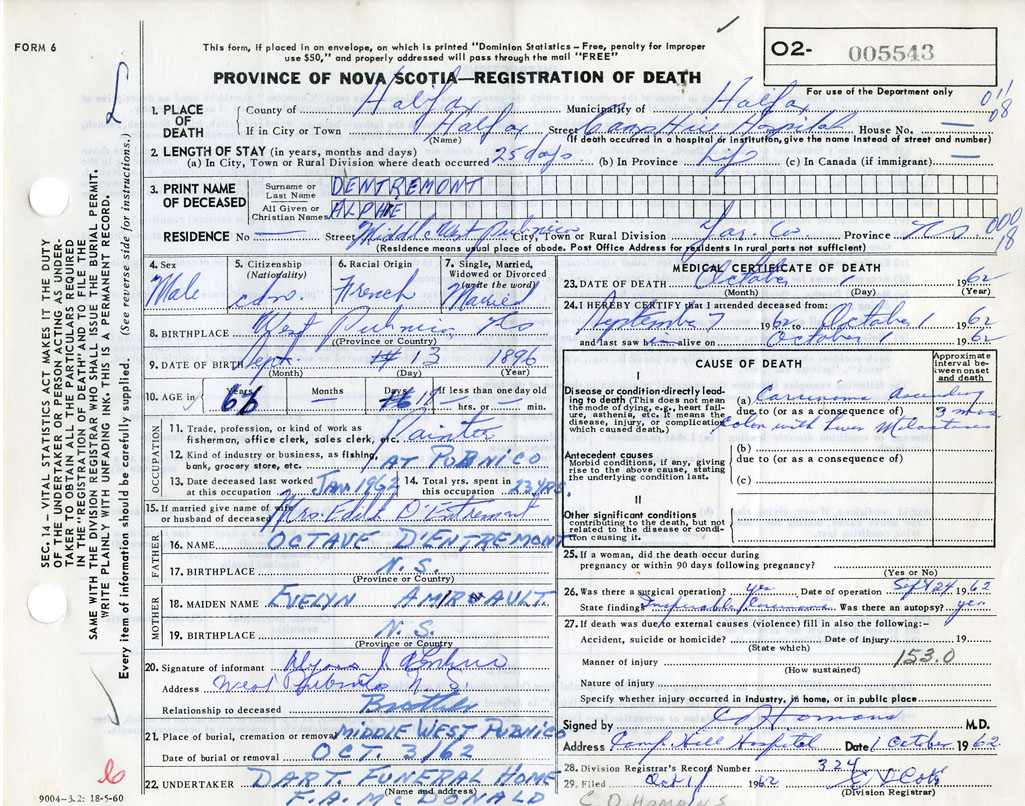 FORM 6
This form, if placed in an envelope, on which is printed "Dominion Statistics—Free, penalty for improper
use $50," and properly addressed will pass through the mail "FREE"
O2- 005543
PROVINCE OF NOVA SCOTIA—REGISTRATION OF DEATH
For use of the Department only
1. PLACE OF DEATH
County of Halifax Municipality of Halifax
If in City or Town Halifax Street Camp Hill Hospital House No. —
(Name) (If death occurred in a hospital or institution, give the name instead of street and number)
2. LENGTH OF STAY (in years, months and days)
(a) In City, Town or Rural Division where death occurred 25 days (b) In Province Life (c) In Canada (if immigrant) —
3. PRINT NAME OF DECEASED
Surname or Last Name DENTREMONT
All Given or Christian Names ALPHIE
RESIDENCE No — Street Middle West Pubnico City, Town or Rural Division Yar. Co Province NS
(Residence means usual place of abode. Post Office Address for residents in rural parts not sufficient)
000
18
4. Sex Male
5. Citizenship (Nationality) cdn.
6. Racial Origin French
7. Single, Married, Widowed or Divorced (write the word) Married
8. BIRTHPLACE West Pubnico NS
(Province or Country)
9. DATE OF BIRTH Sept. 13 1896
(Month) (Day) (Year)
10. AGE in Years 66 Months Days If less than one day old
hrs. or — min.
OCCUPATION
11. Trade, profession, or kind of work as
fisherman, office clerk, sales clerk, etc. Painter
12. Kind of industry or business, as fishing,
bank, grocery store, etc. AT PUBNICO
13. Date deceased last worked at this occupation JAN 1962
14. Total yrs. spent in this occupation 23 YRS.
15. If married give name of wife
or husband of deceased Mrs. Edith D'Entremont
FATHER
16. NAME OCTAVE D'ENTREMONT
17. BIRTHPLACE N.S.
(Province or Country)
MOTHER
18. MAIDEN NAME EVELYN AMIRAULT.
19. BIRTHPLACE N.S.
(Province or Country)
20. Signature of informant
Address West Pubnico N.S.
Relationship to deceased Brother
21. Place of burial, cremation or removal MIDDLE WEST PUBNICO
Date of burial or removal OCT. 3/62
22. UNDERTAKER DART. FUNERAL HOME
(Name and address)
F.A. McDONALD
MEDICAL CERTIFICATE OF DEATH
23. DATE OF DEATH October 1 1962
(Month) (Day) (Year)
24. I HEREBY CERTIFY that I attended deceased from:
September 7 1962 to October 1 1962
and last saw alive on October 1 1962
CAUSE OF DEATH
Approximate interval between onset and death
I
Disease or condition directly leading to death (This does not mean the mode of dying, e.g., heart failure, asthenia, etc. It means the disease, injury, or complication which caused death.)
(a) Carcinoma Ascending
due to (or as a consequence of) 3 mos
Colon with Liver Metastases
Antecedent causes
Morbid conditions, if any, giving rise to the above cause, stating the underlying condition last.
(b)
due to (or as a consequence of)
(c)
II
Other significant conditions
contributing to the death, but not related to the disease or condition causing it.
25. If a woman, did the death occur during
pregnancy or within 90 days following pregnancy?
(Yes or No)
26. Was there a surgical operation? yes Date of operation Sept 24 1962
State finding Inoperable Carcinoma Was there an autopsy? yes
27. If death was due to external causes (violence) fill in also the following:-
Accident, suicide or homicide? Date of injury 19
(State which)
Manner of injury 153.0
(How sustained)
Nature of injury
Specify whether injury occurred in industry, in home, or in public place
Signed by C D Homans M.D.
Address Camp Hill Hospital Date 1 October 1962
28. Division Registrar's Record Number 324
29. Filed Oct 1 1962
(Division Registrar)
C D HOMANS
SEC. 14 — VITAL STATISTICS ACT MAKES IT THE DUTY
OF THE UNDERTAKER OR PERSON ACTING AS UNDER-
TAKER TO OBTAIN ALL THE PARTICULARS REQUIRED
IN THE "REGISTRATION OF DEATH" AND TO FILE THE
SAME WITH THE DIVISION REGISTRAR WHO SHALL ISSUE THE BURIAL PERMIT.
WRITE PLAINLY WITH UNFADING INK. THIS IS A PERMANENT RECORD.
Every item of information should be carefully supplied. (See reverse side for instructions.)
9004-3.2: 18-5-60